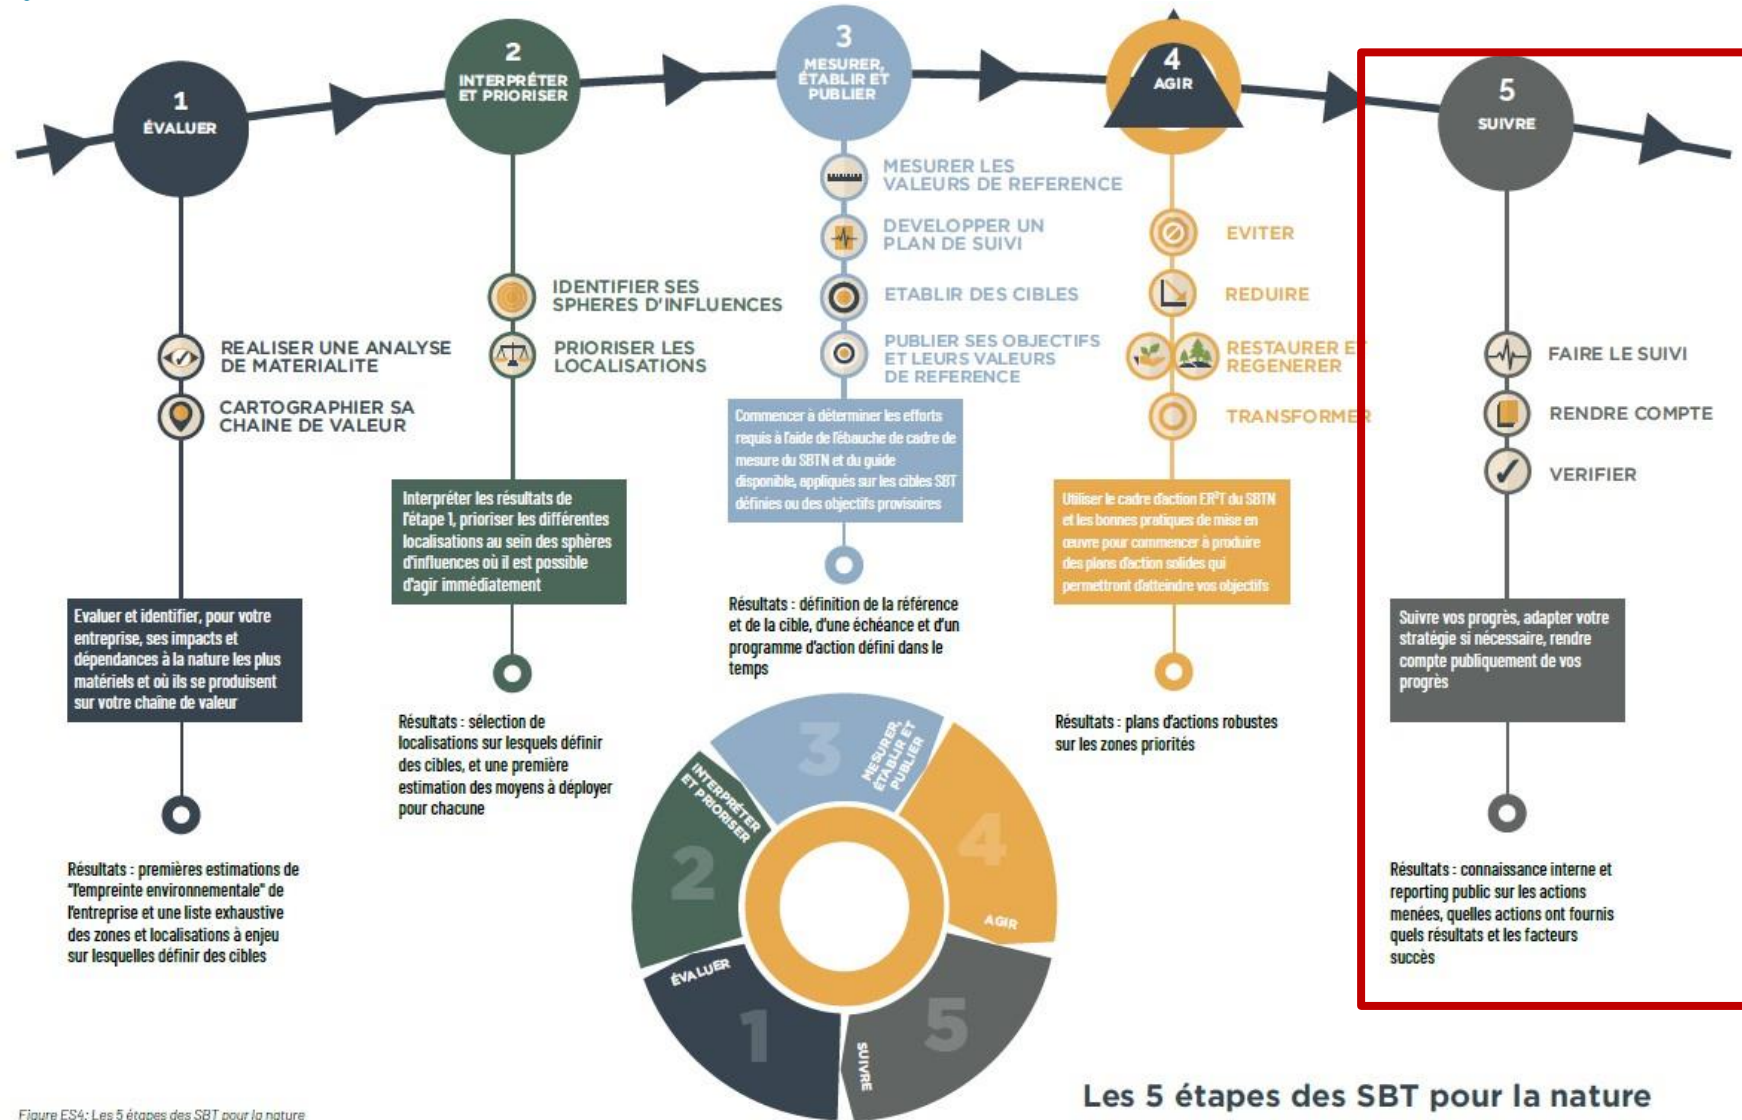 1
ÉVALUER
REALISER UNE ANALYSE
DE MATERIALITE
CARTOGRAPHIER SA
CHAINE DE VALEUR
Evaluer et identifier, pour votre
entreprise, ses impacts et
dépendances à la nature les plus
matériels et où ils se produisent
sur votre chaîne de valeur
Résultats : premières estimations de
"l'empreinte environnementale" de
l'entreprise et une liste exhaustive
des zones et localisations à enjeu
sur lesquelles définir des cibles
2
INTERPRÉTER
ET PRIORISER
IDENTIFIER SES
SPHERES D'INFLUENCES
PRIORISER LES
LOCALISATIONS
Interpréter les résultats de
l'étape 1, prioriser les différentes
localisations au sein des sphères
d'influences où il est possible
d'agir immédiatement
Résultats : sélection de
localisations sur lesquels définir
des cibles, et une première
estimation des moyens à déployer
pour chacune
3
MESURER,
ÉTABLIR ET
PUBLIER
MESURER LES
VALEURS DE REFERENCE
DEVELOPPER UN
PLAN DE SUIVI
ETABLIR DES CIBLES
PUBLIER SES OBJECTIFS
ET LEURS VALEURS
DE REFERENCE
Commencer à déterminer les efforts
requis à l'aide de l'ébauche de cadre de
mesure du SBTN et du guide
disponible, appliqués sur les cibles SBT
définies ou des objectifs provisoires
Résultats : définition de la référence
et de la cible, d'une échéance et d'un
programme d'action défini dans le
temps
4
AGIR
EVITER
REDUIRE
RESTAURER ET
REGENERER
TRANSFORMER
Utiliser le cadre d'action ER³T du SBTN
et les bonnes pratiques de mise en
œuvre pour commencer à produire
des plans d'action solides qui
permettront d'atteindre vos objectifs
Résultats : plans d'actions robustes
sur les zones priorités
5
SUIVRE
FAIRE LE SUIVI
RENDRE COMPTE
VERIFIER
Suivre vos progrès, adapter votre
stratégie si nécessaire, rendre
compte publiquement de vos
progrès
Résultats : connaissance interne et
reporting public sur les actions
menées, quelles actions ont fournis
quels résultats et les facteurs
succès
1
ÉVALUER
2
INTERPRÉTER
ET PRIORISER
3
MESURER,
ÉTABLIR ET
PUBLIER
4
AGIR
5
SUIVRE
Les 5 étapes des SBT pour la nature
Figure ES4: Les 5 étapes des SBT pour la nature